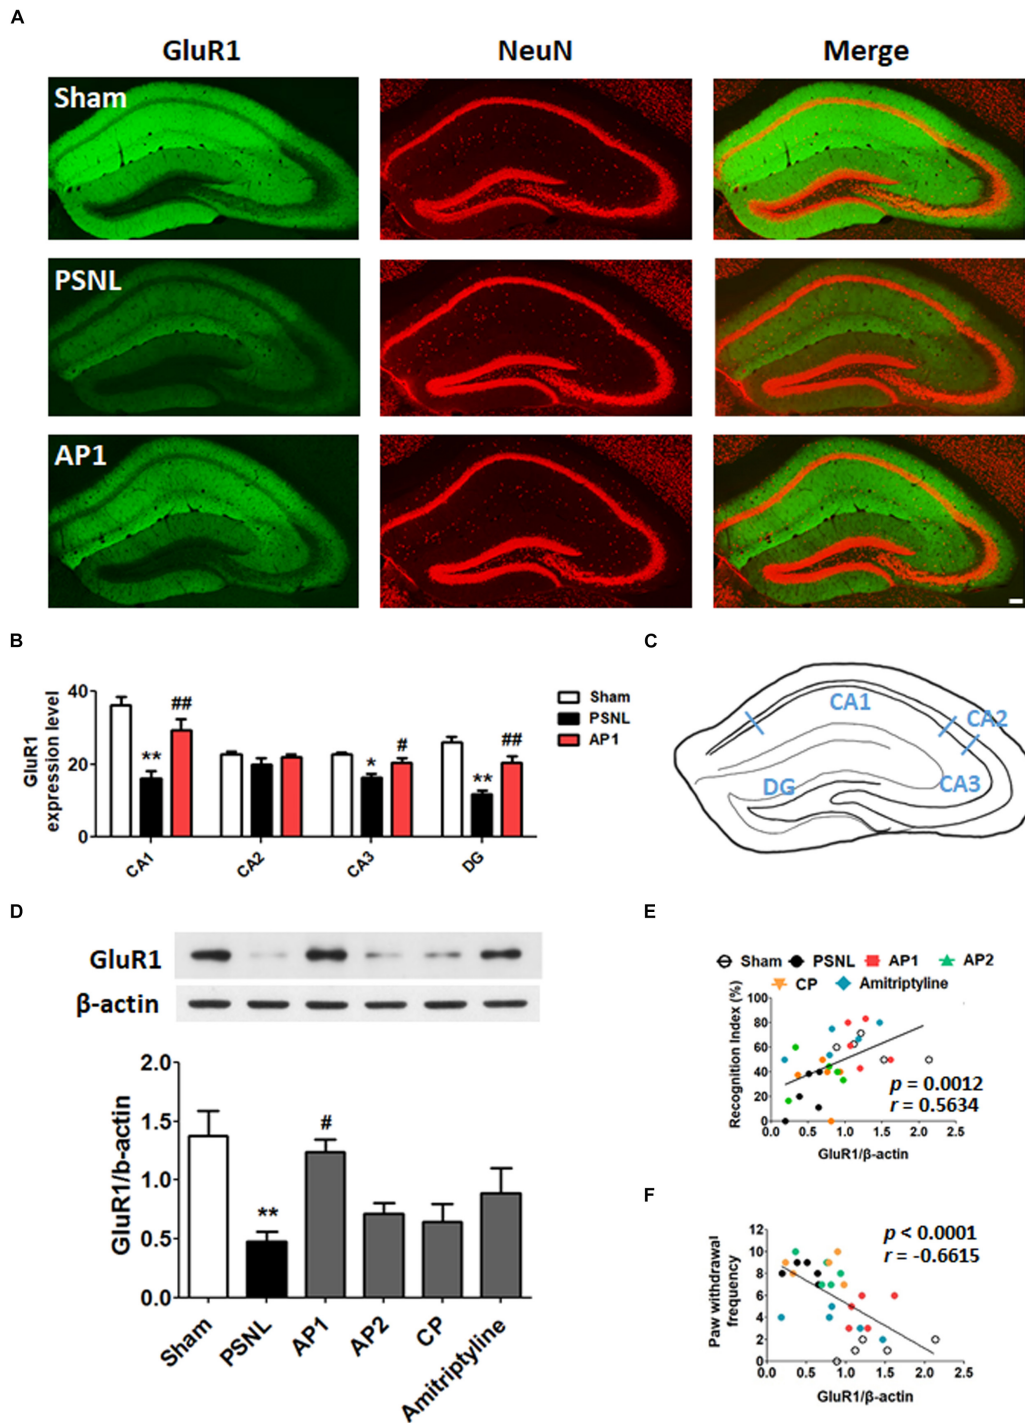 A
GluR1 NeuN Merge
Sham
PSNL
AP1
B
GluR1
expression level
40
20
0
** ## * # ** ##
CA1 CA2 CA3 DG
Sham
PSNL
AP1
C
CA1
CA2
CA3
DG
D
GluR1
β-actin
GluR1/b-actin
2.0
1.5
1.0
0.5
0.0
** #
Sham PSNL AP1 AP2 CP Amitriptyline
E
Sham PSNL AP1 AP2
CP Amitriptyline
Recognition Index (%)
100
80
60
40
20
0
p = 0.0012
r = 0.5634
0.0 0.5 1.0 1.5 2.0 2.5
GluR1/β-actin
F
Paw withdrawal
frequency
12
10
8
6
4
2
0
p < 0.0001
r = -0.6615
0.0 0.5 1.0 1.5 2.0 2.5
GluR1/β-actin